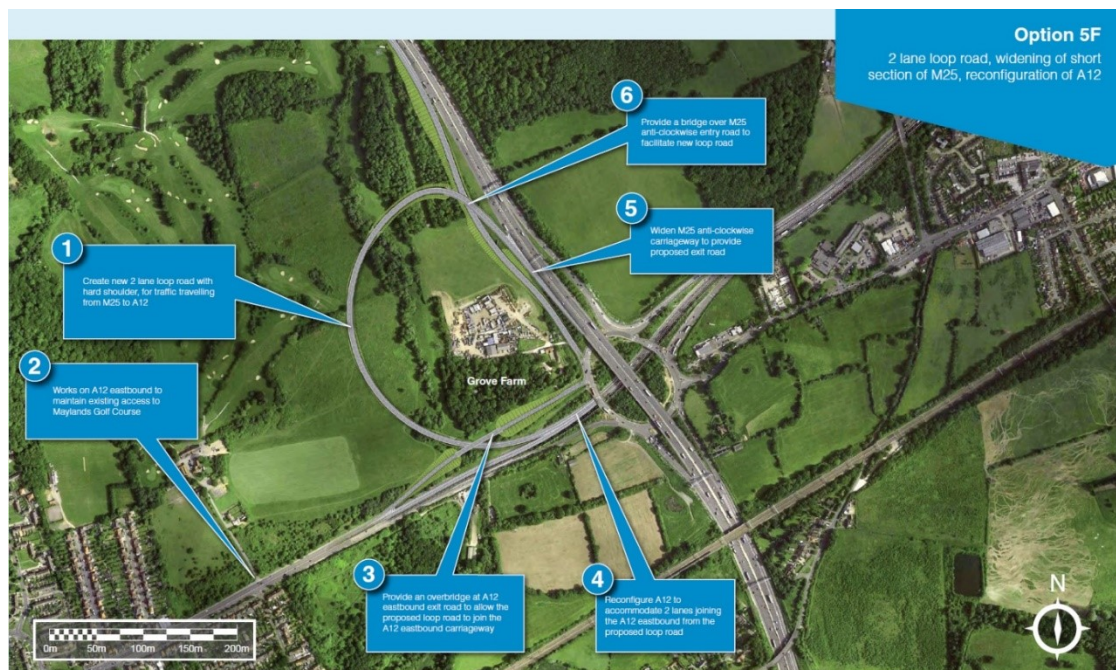 Option 5F
2 lane loop road, widening of short
section of M25, reconfiguration of A12
6
Provide a bridge over M25
anti-clockwise entry road to
facilitate new loop road
5
Widen M25 anti-clockwise
carriageway to provide
proposed exit road
1
Create new 2 lane loop road with
hard shoulder, for traffic travelling
from M25 to A12
2
Works on A12 eastbound to
maintain existing access to
Maylands Golf Course
Grove Farm
3
Provide an overbridge at A12
eastbound exit road to allow the
proposed loop road to join the
A12 eastbound carriageway
4
Reconfigure A12 to
accommodate 2 lanes joining
the A12 eastbound from the
proposed loop road
N
0m 50m 100m 150m 200m